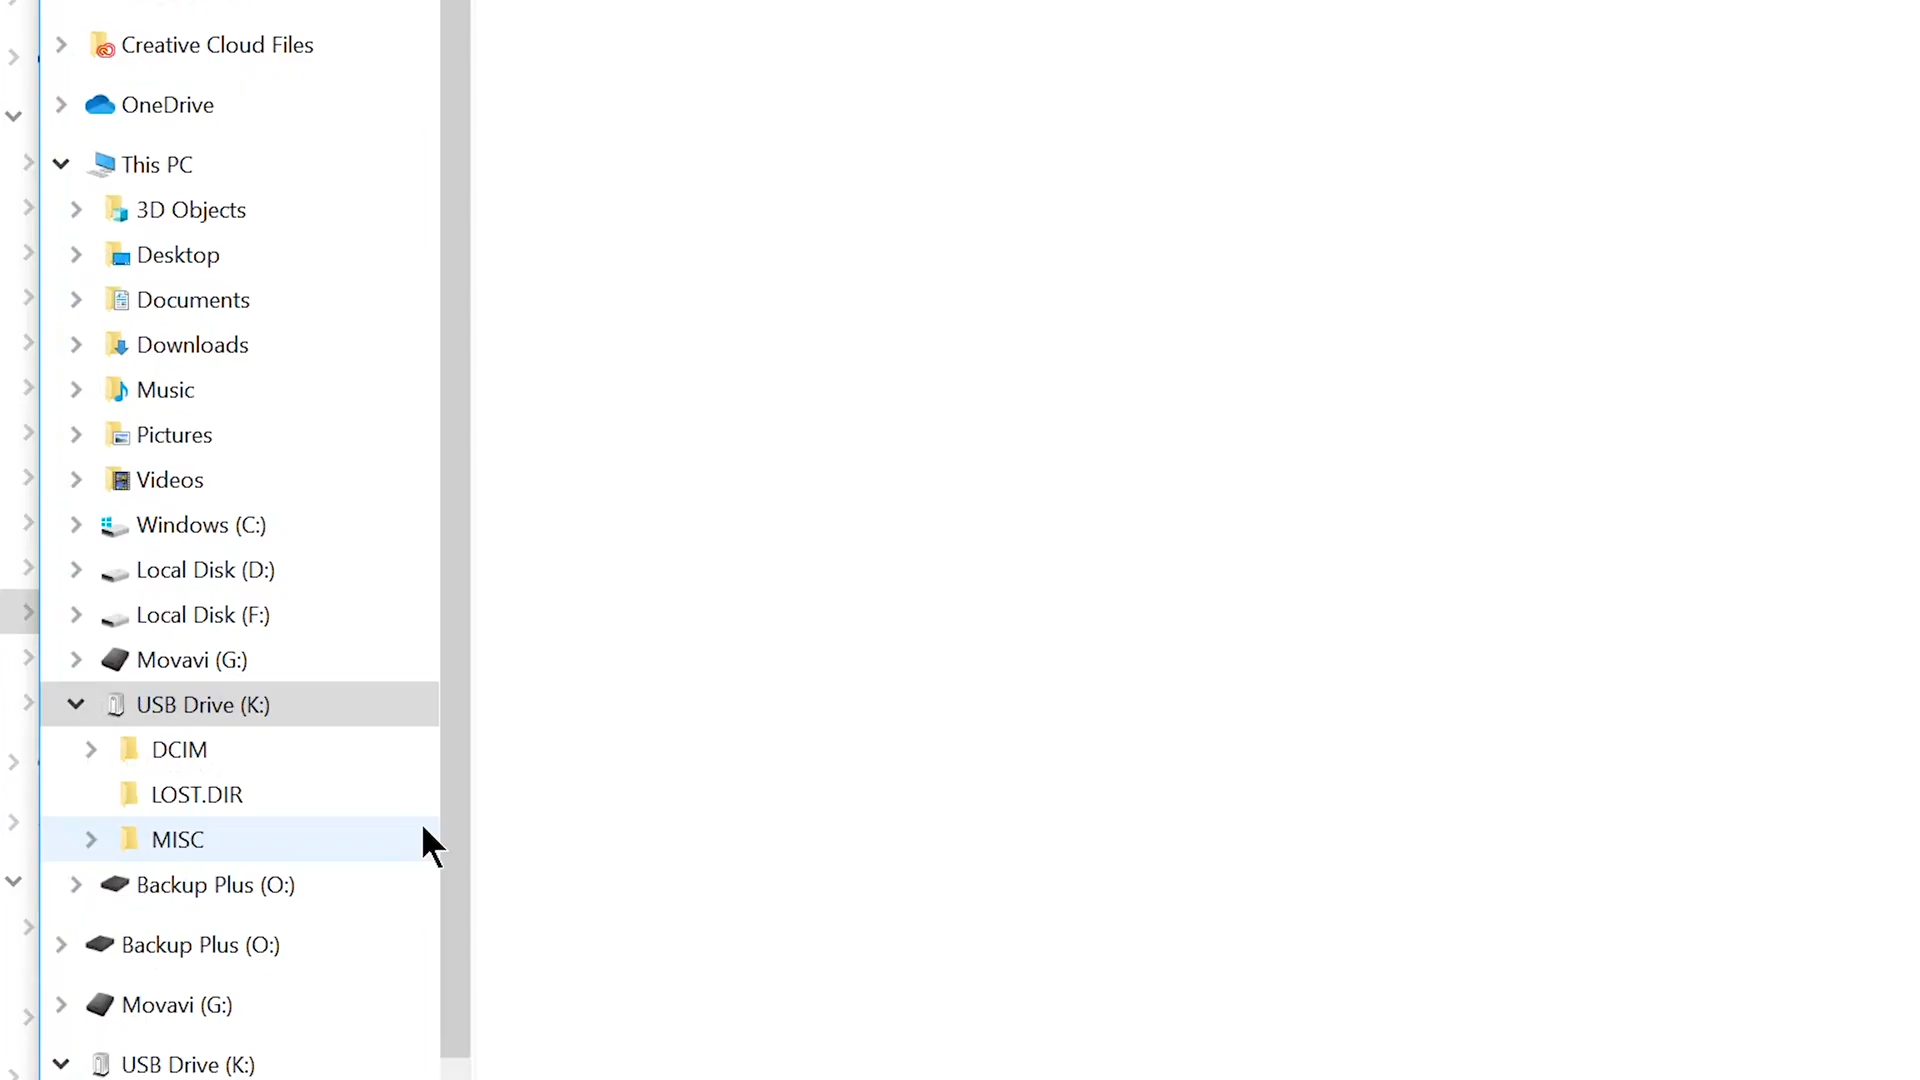 Creative Cloud Files
OneDrive
This PC
3D Objects
Desktop
Documents
Downloads
Music
Pictures
Videos
Windows (C:)
Local Disk (D:)
Local Disk (F:)
Movavi (G:)
USB Drive (K:)
DCIM
LOST.DIR
MISC
Backup Plus (O:)
Backup Plus (O:)
Movavi (G:)
USB Drive (K:)